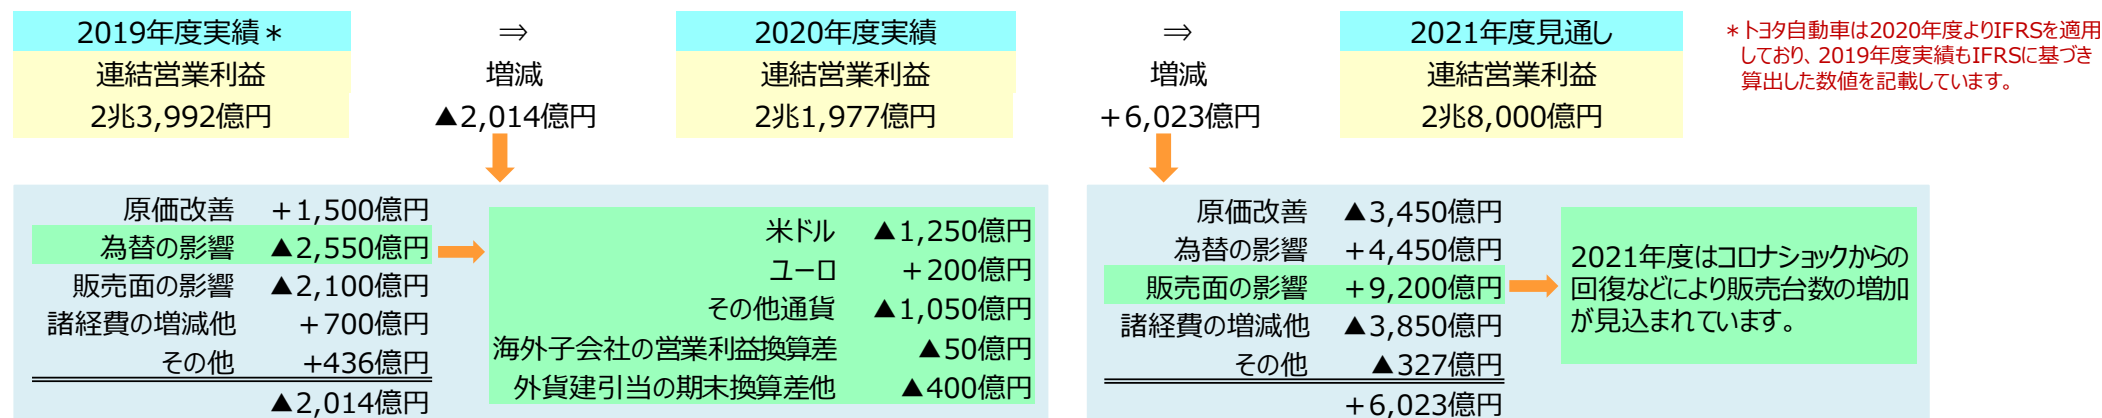 2019年度実績＊
⇒
2020年度実績
⇒
2021年度見通し
連結営業利益
増減
連結営業利益
増減
連結営業利益
2兆3,992億円
▲2,014億円
2兆1,977億円
＋6,023億円
2兆8,000億円
＊トヨタ自動車は2020年度よりIFRSを適用
しており、2019年度実績もIFRSに基づき
算出した数値を記載しています。
原価改善 ＋1,500億円
為替の影響 ▲2,550億円
販売面の影響 ▲2,100億円
諸経費の増減他 ＋700億円
その他 +436億円
▲2,014億円
米ドル ▲1,250億円
ユーロ ＋200億円
その他通貨 ▲1,050億円
海外子会社の営業利益換算差 ▲50億円
外貨建引当の期末換算差他 ▲400億円
原価改善 ▲3,450億円
為替の影響 ＋4,450億円
販売面の影響 ＋9,200億円
諸経費の増減他 ▲3,850億円
その他 ▲327億円
＋6,023億円
2021年度はコロナショックからの
回復などにより販売台数の増加
が見込まれています。